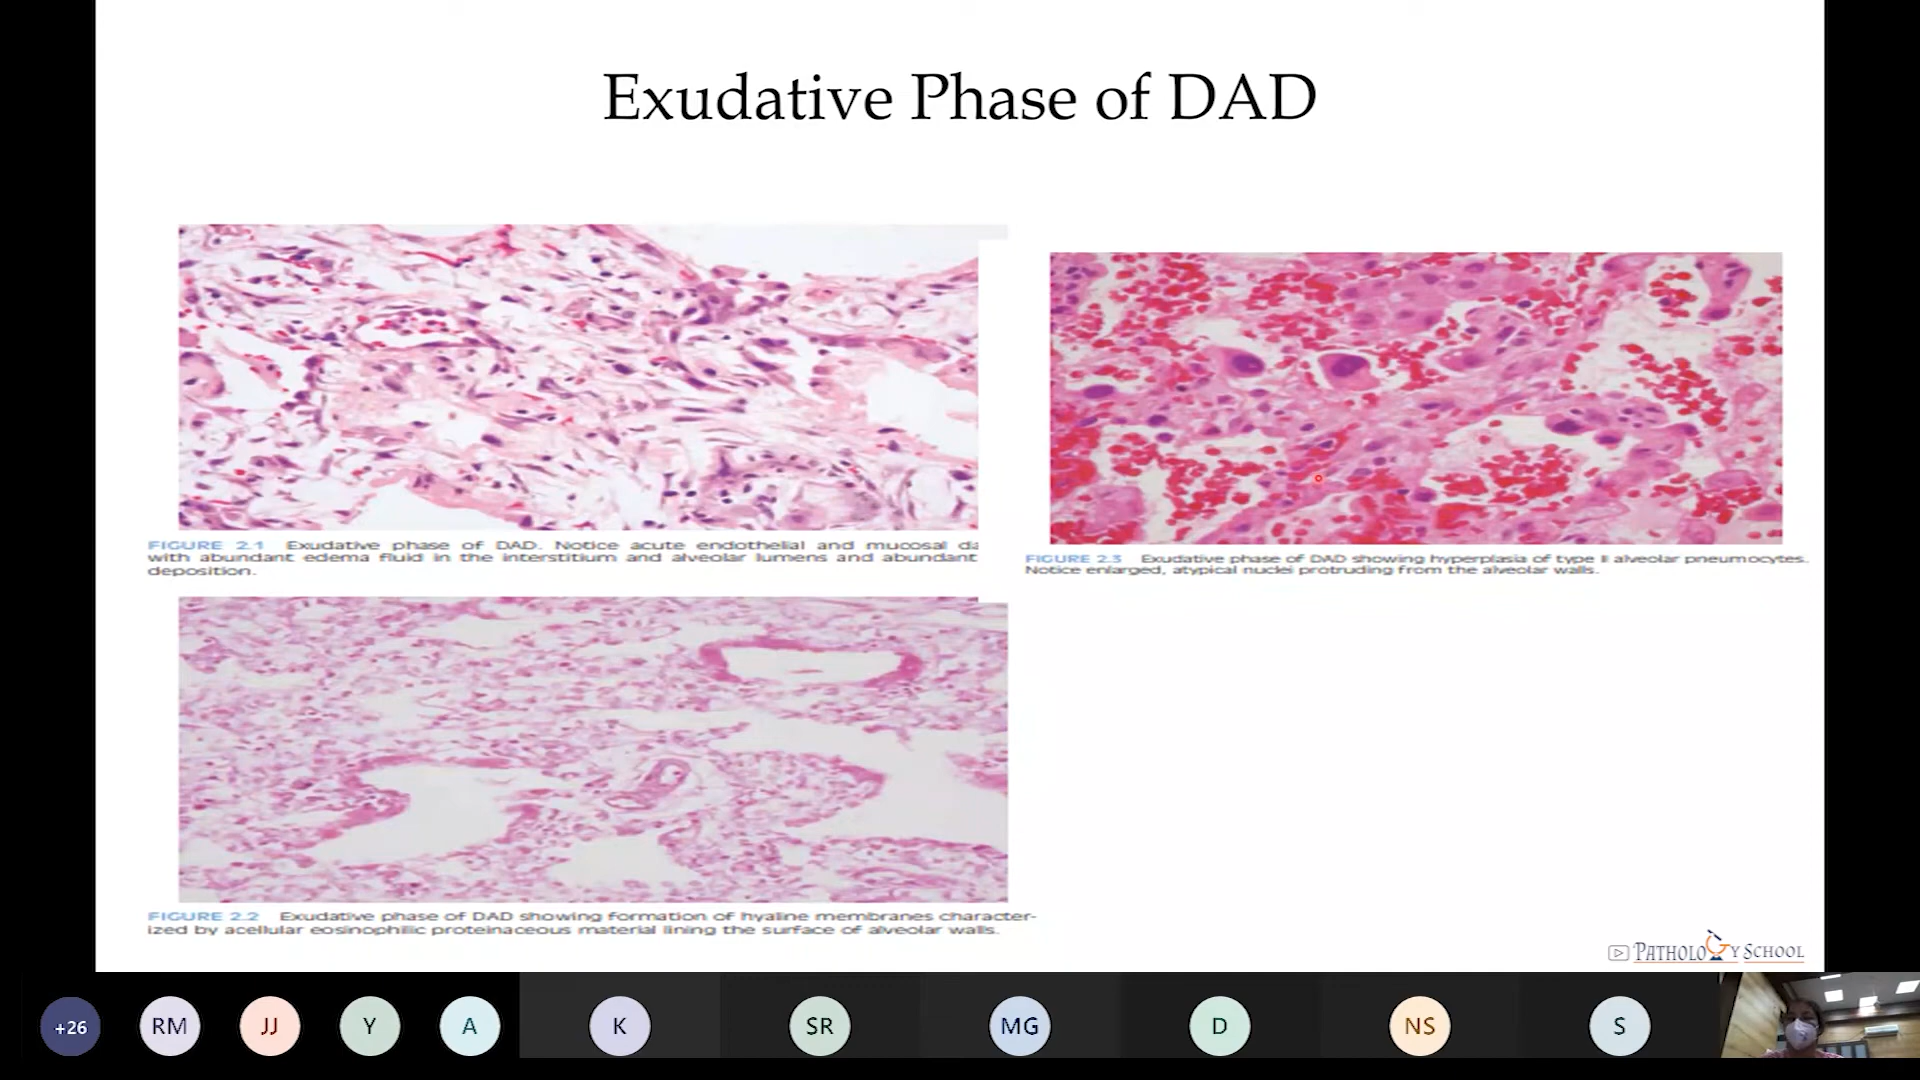 Exudative Phase of DAD
FIGURE 2.1 Exudative phase of DAD. Notice acute endothelial and mucosal da
with abundant edema fluid in the interstitium and alveolar lumens and abundant
deposition.
FIGURE 2.3 Exudative phase of DAD showing hyperplasia of type II alveolar pneumocytes.
Notice enlarged, atypical nuclei protruding from the alveolar walls.
FIGURE 2.2 Exudative phase of DAD showing formation of hyaline membranes character-
ized by acellular eosinophilic proteinaceous material lining the surface of alveolar walls.
PATHOLOGY SCHOOL
+26
RM
JJ
Y
A
K
SR
MG
D
NS
S